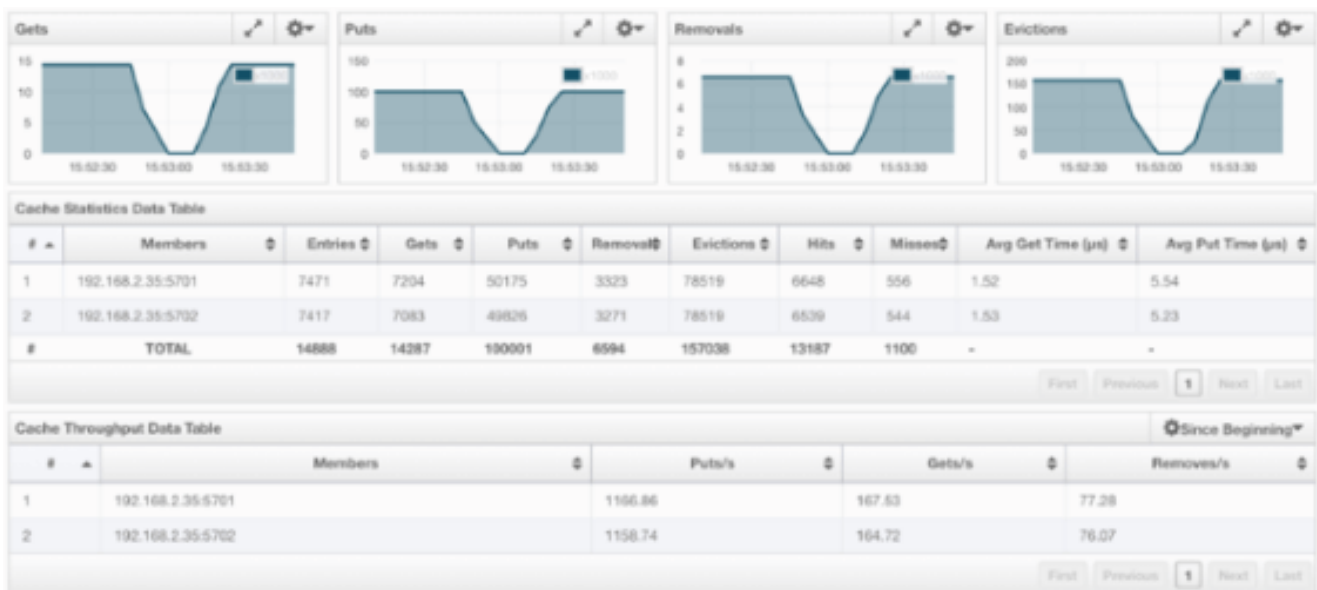 Gets Puts Removals Evictions
15 150 8 200
x1000 x1000 x1000 x1000
6 150
10 100
4 100
5 50
2 50
0 0 0 0
15:52:30 15:53:00 15:53:30 15:52:30 15:53:00 15:53:30 15:52:30 15:53:00 15:53:30 15:52:30 15:53:00 15:53:30
Cache Statistics Data Table
# Members Entries Gets Puts Removals Evictions Hits Misses Avg Get Time (µs) Avg Put Time (µs)
1 192.168.2.35:5701 7471 7204 50175 3323 78519 6648 556 1.52 5.54
2 192.168.2.35:5702 7417 7083 49826 3271 78519 6539 544 1.53 5.23
# TOTAL 14888 14287 100001 6594 157038 13187 1100 - -
First Previous 1 Next Last
Cache Throughput Data Table Since Beginning
# Members Puts/s Gets/s Removes/s
1 192.168.2.35:5701 1166.86 167.53 77.28
2 192.168.2.35:5702 1158.74 164.72 76.07
First Previous 1 Next Last